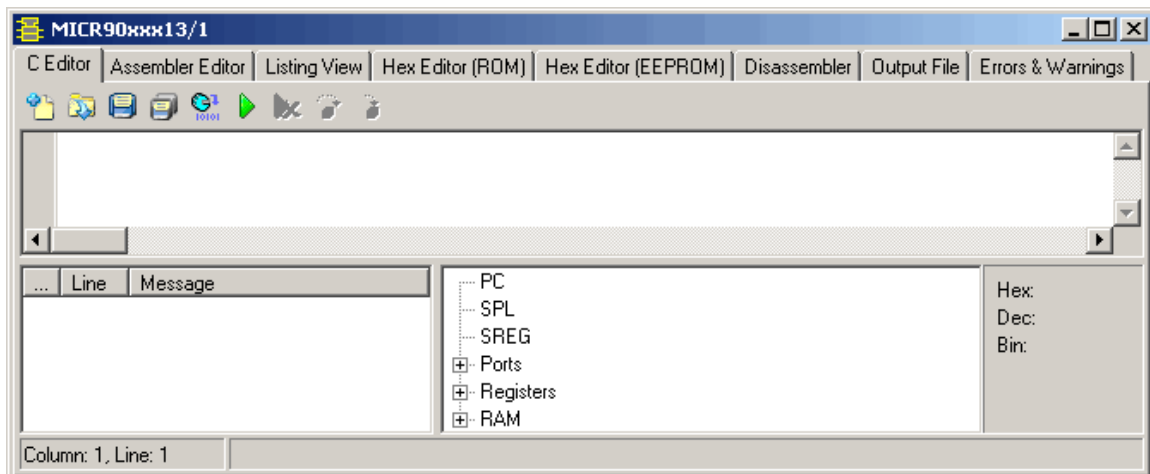 MICR90xxx13/1
C Editor Assembler Editor Listing View Hex Editor (ROM) Hex Editor (EEPROM) Disassembler Output File Errors & Warnings
10101
... Line Message
PC
SPL
SREG
Ports
Registers
RAM
Hex:
Dec:
Bin:
Column: 1, Line: 1